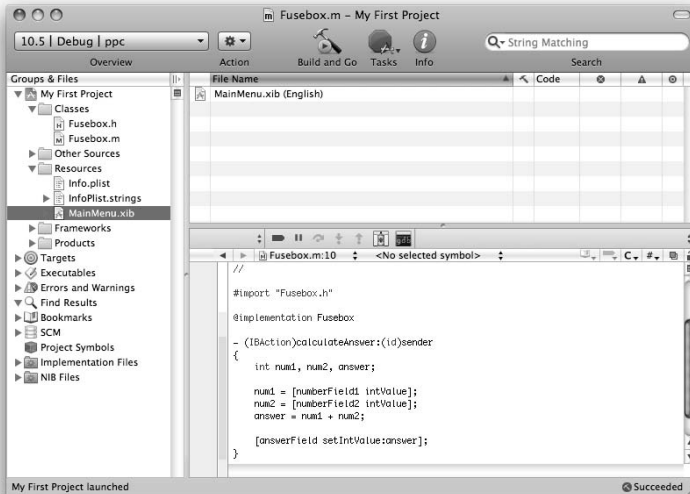 Fusebox.m – My First Project
10.5 | Debug | ppc
String Matching
Overview
Action
Build and Go
Tasks
Info
Search
Groups & Files
My First Project
Classes
Fusebox.h
Fusebox.m
Other Sources
Resources
Info.plist
InfoPlist.strings
MainMenu.xib
Frameworks
Products
Targets
Executables
Errors and Warnings
Find Results
Bookmarks
SCM
Project Symbols
Implementation Files
NIB Files
File Name
Code
MainMenu.xib (English)
gdb
Fusebox.m:10
<No selected symbol>
C
#
//
#import "Fusebox.h"
@implementation Fusebox
- (IBAction)calculateAnswer:(id)sender
{
int num1, num2, answer;
num1 = [numberField1 intValue];
num2 = [numberField2 intValue];
answer = num1 + num2;
[answerField setIntValue:answer];
}
My First Project launched
Succeeded